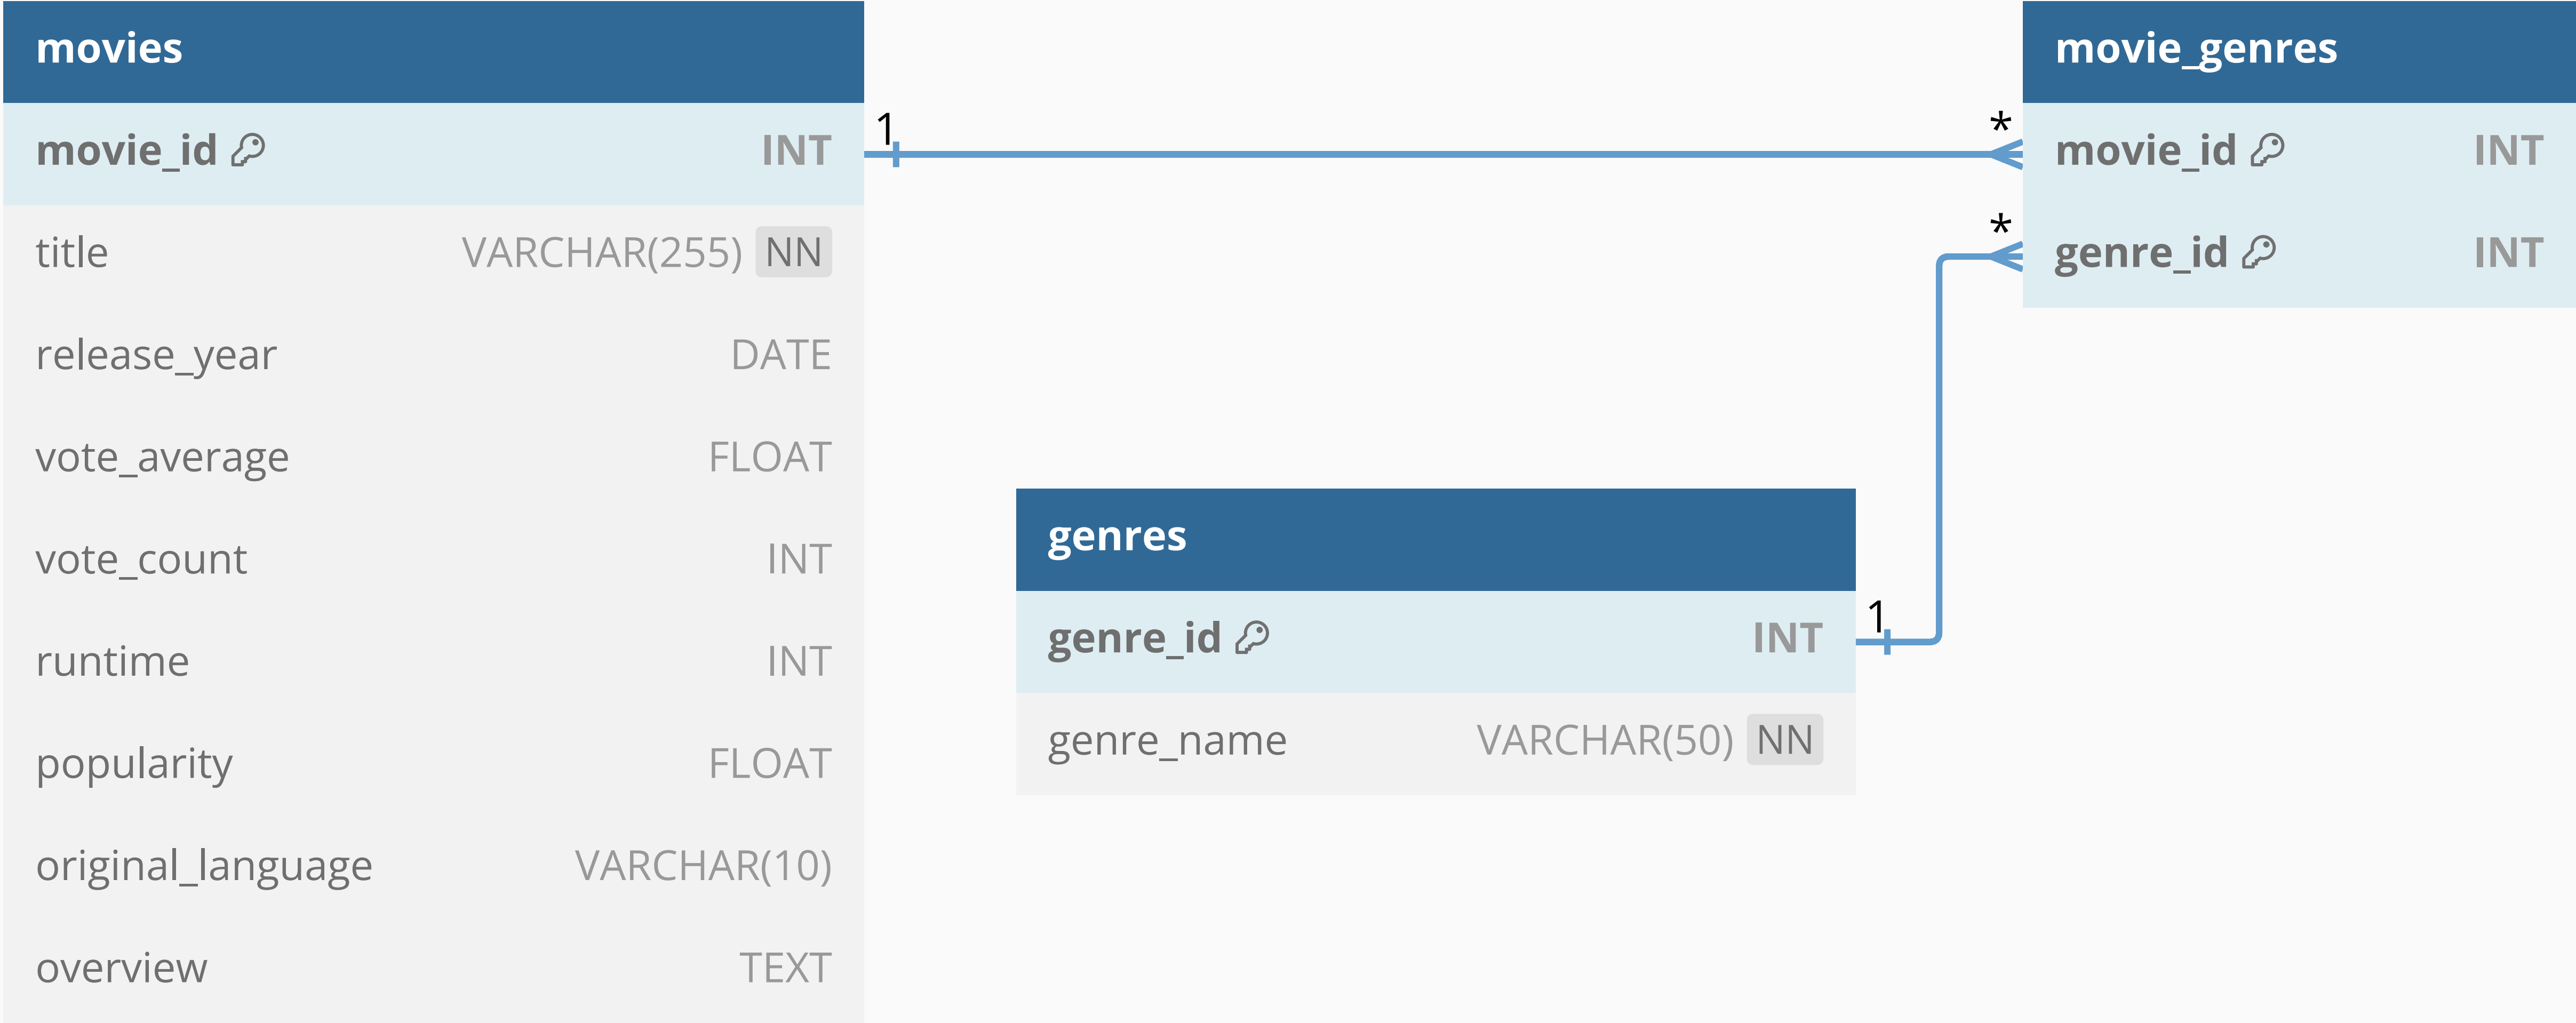 movies
movie_id INT
title VARCHAR(255) NN
release_year DATE
vote_average FLOAT
vote_count INT
runtime INT
popularity FLOAT
original_language VARCHAR(10)
overview TEXT
1
*
movie_genres
movie_id INT
*
genre_id INT
genres
genre_id INT
1
genre_name VARCHAR(50) NN